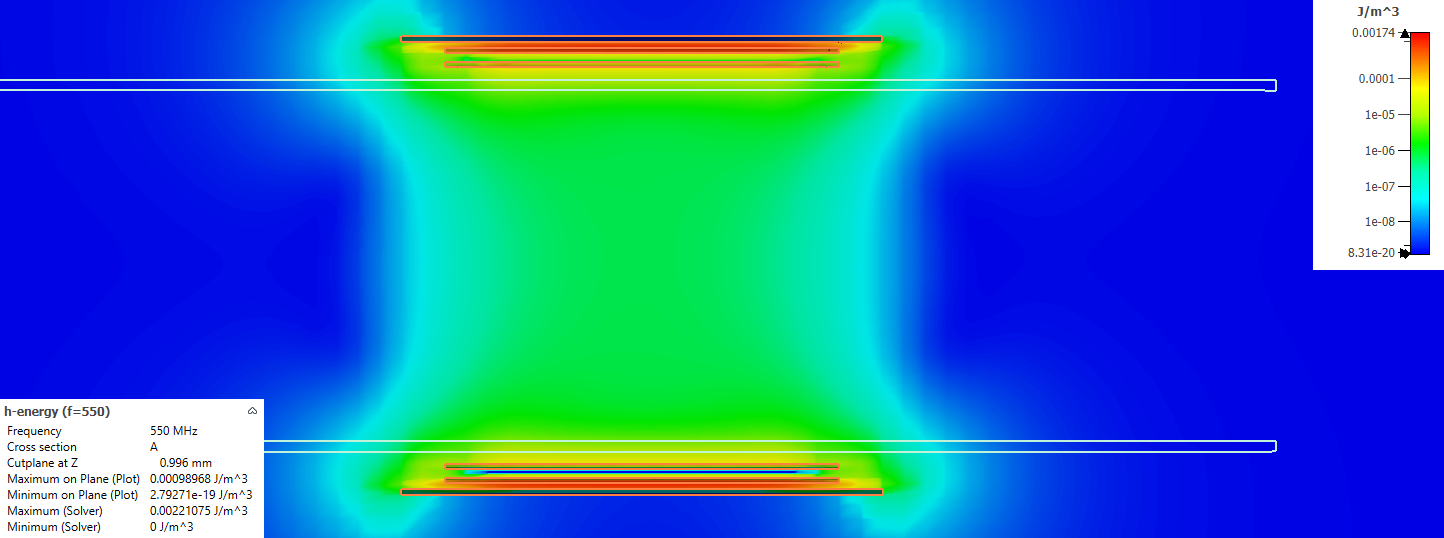 J/m^3
0.00174
0.0001
1e-05
1e-06
1e-07
1e-08
8.31e-20
h-energy (f=550)
Frequency 550 MHz
Cross section A
Cutplane at Z 0.996 mm
Maximum on Plane (Plot) 0.00098968 J/m^3
Minimum on Plane (Plot) 2.79271e-19 J/m^3
Maximum (Solver) 0.00221075 J/m^3
Minimum (Solver) 0 J/m^3